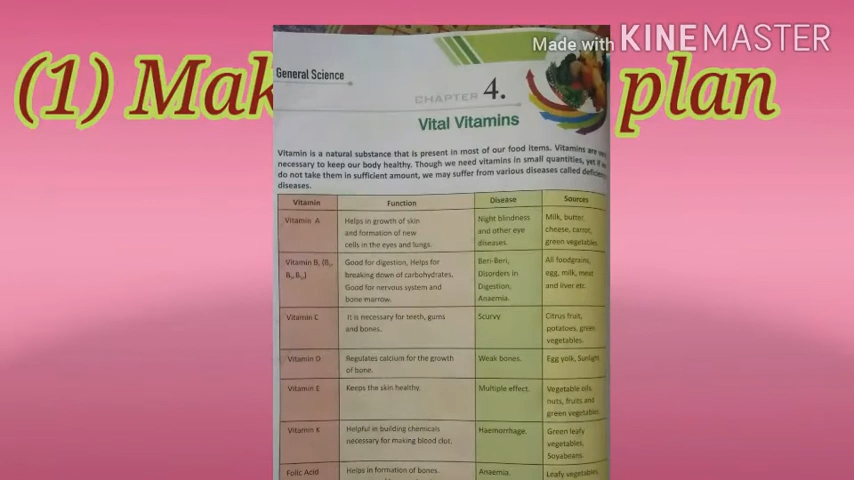 Made with KINEMASTER
(1) Mak plan
General Science
CHAPTER 4.
Vital Vitamins
Vitamin is a natural substance that is present in most of our food items. Vitamins are
necessary to keep our body healthy. Though we need vitamins in small quantities, yet if
do not take them in sufficient amount, we may suffer from various diseases called
diseases.
Vitamin Function Disease Sources
Vitamin A Helps in growth of skin Night blindness Milk, butter,
and formation of new and other eye cheese, carrot,
cells in the eyes and lungs. diseases. green vegetables
Vitamin B, Good for digestion, Helps for Beri-Beri, All foodgrains,
breaking down of carbohydrates, Disorders in egg, milk, meat
Good for nervous system and Digestion, and liver etc.
bone marrow. Anaemia.
Vitamin C It is necessary for teeth, gums Scurvy Citrus fruit,
and bones. potatoes, green
vegetables.
Vitamin D Regulates calcium for the growth Weak bones. Egg yolk, Sunlight
of bone.
Vitamin E Keeps the skin healthy. Multiple effect. Vegetable oils,
nuts, fruits and
green vegetables
Vitamin K Helpful in building chemicals Haemorrhage. Green leafy
necessary for making blood clot. vegetables,
Soyabeans.
Folic Acid Helps in formation of bones. Anaemia. Leafy vegetables